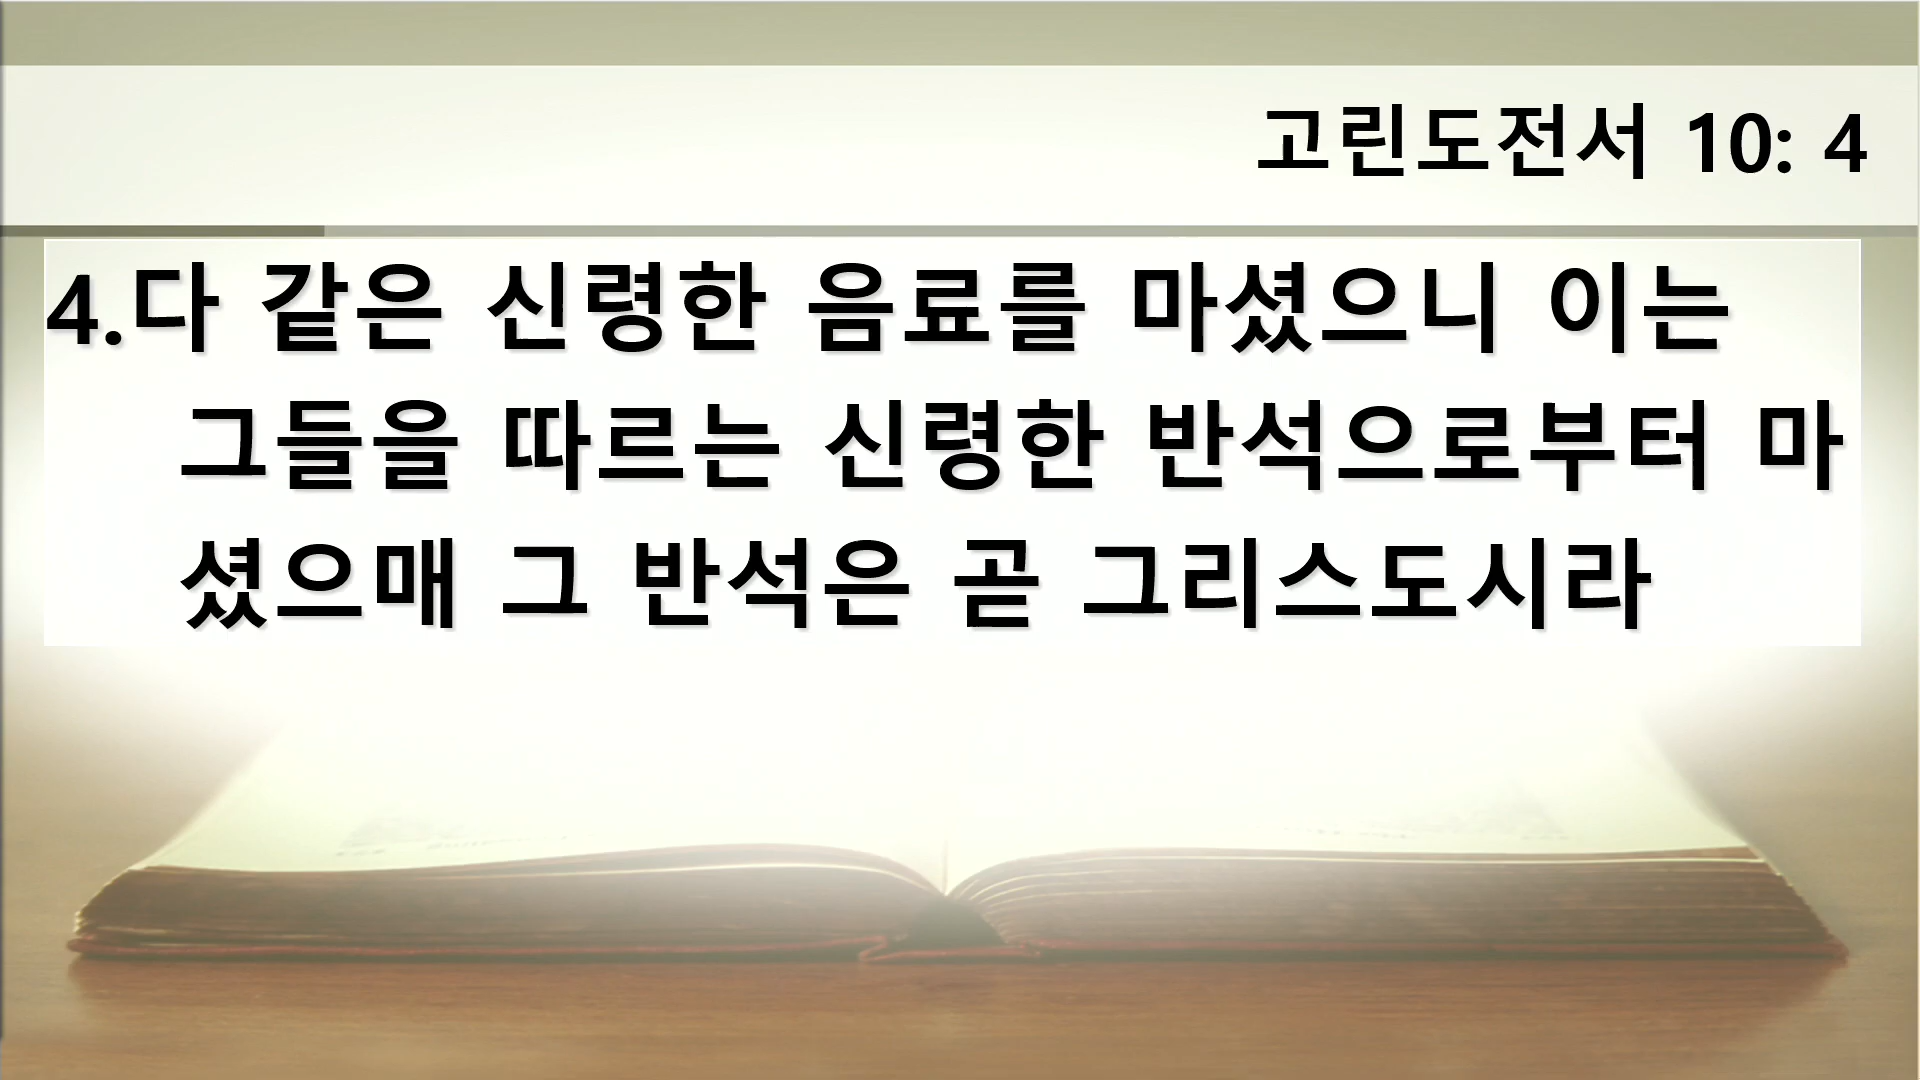 고린도전서 10: 4
4.다 같은 신령한 음료를 마셨으니 이는
그들을 따르는 신령한 반석으로부터 마
셨으매 그 반석은 곧 그리스도시라